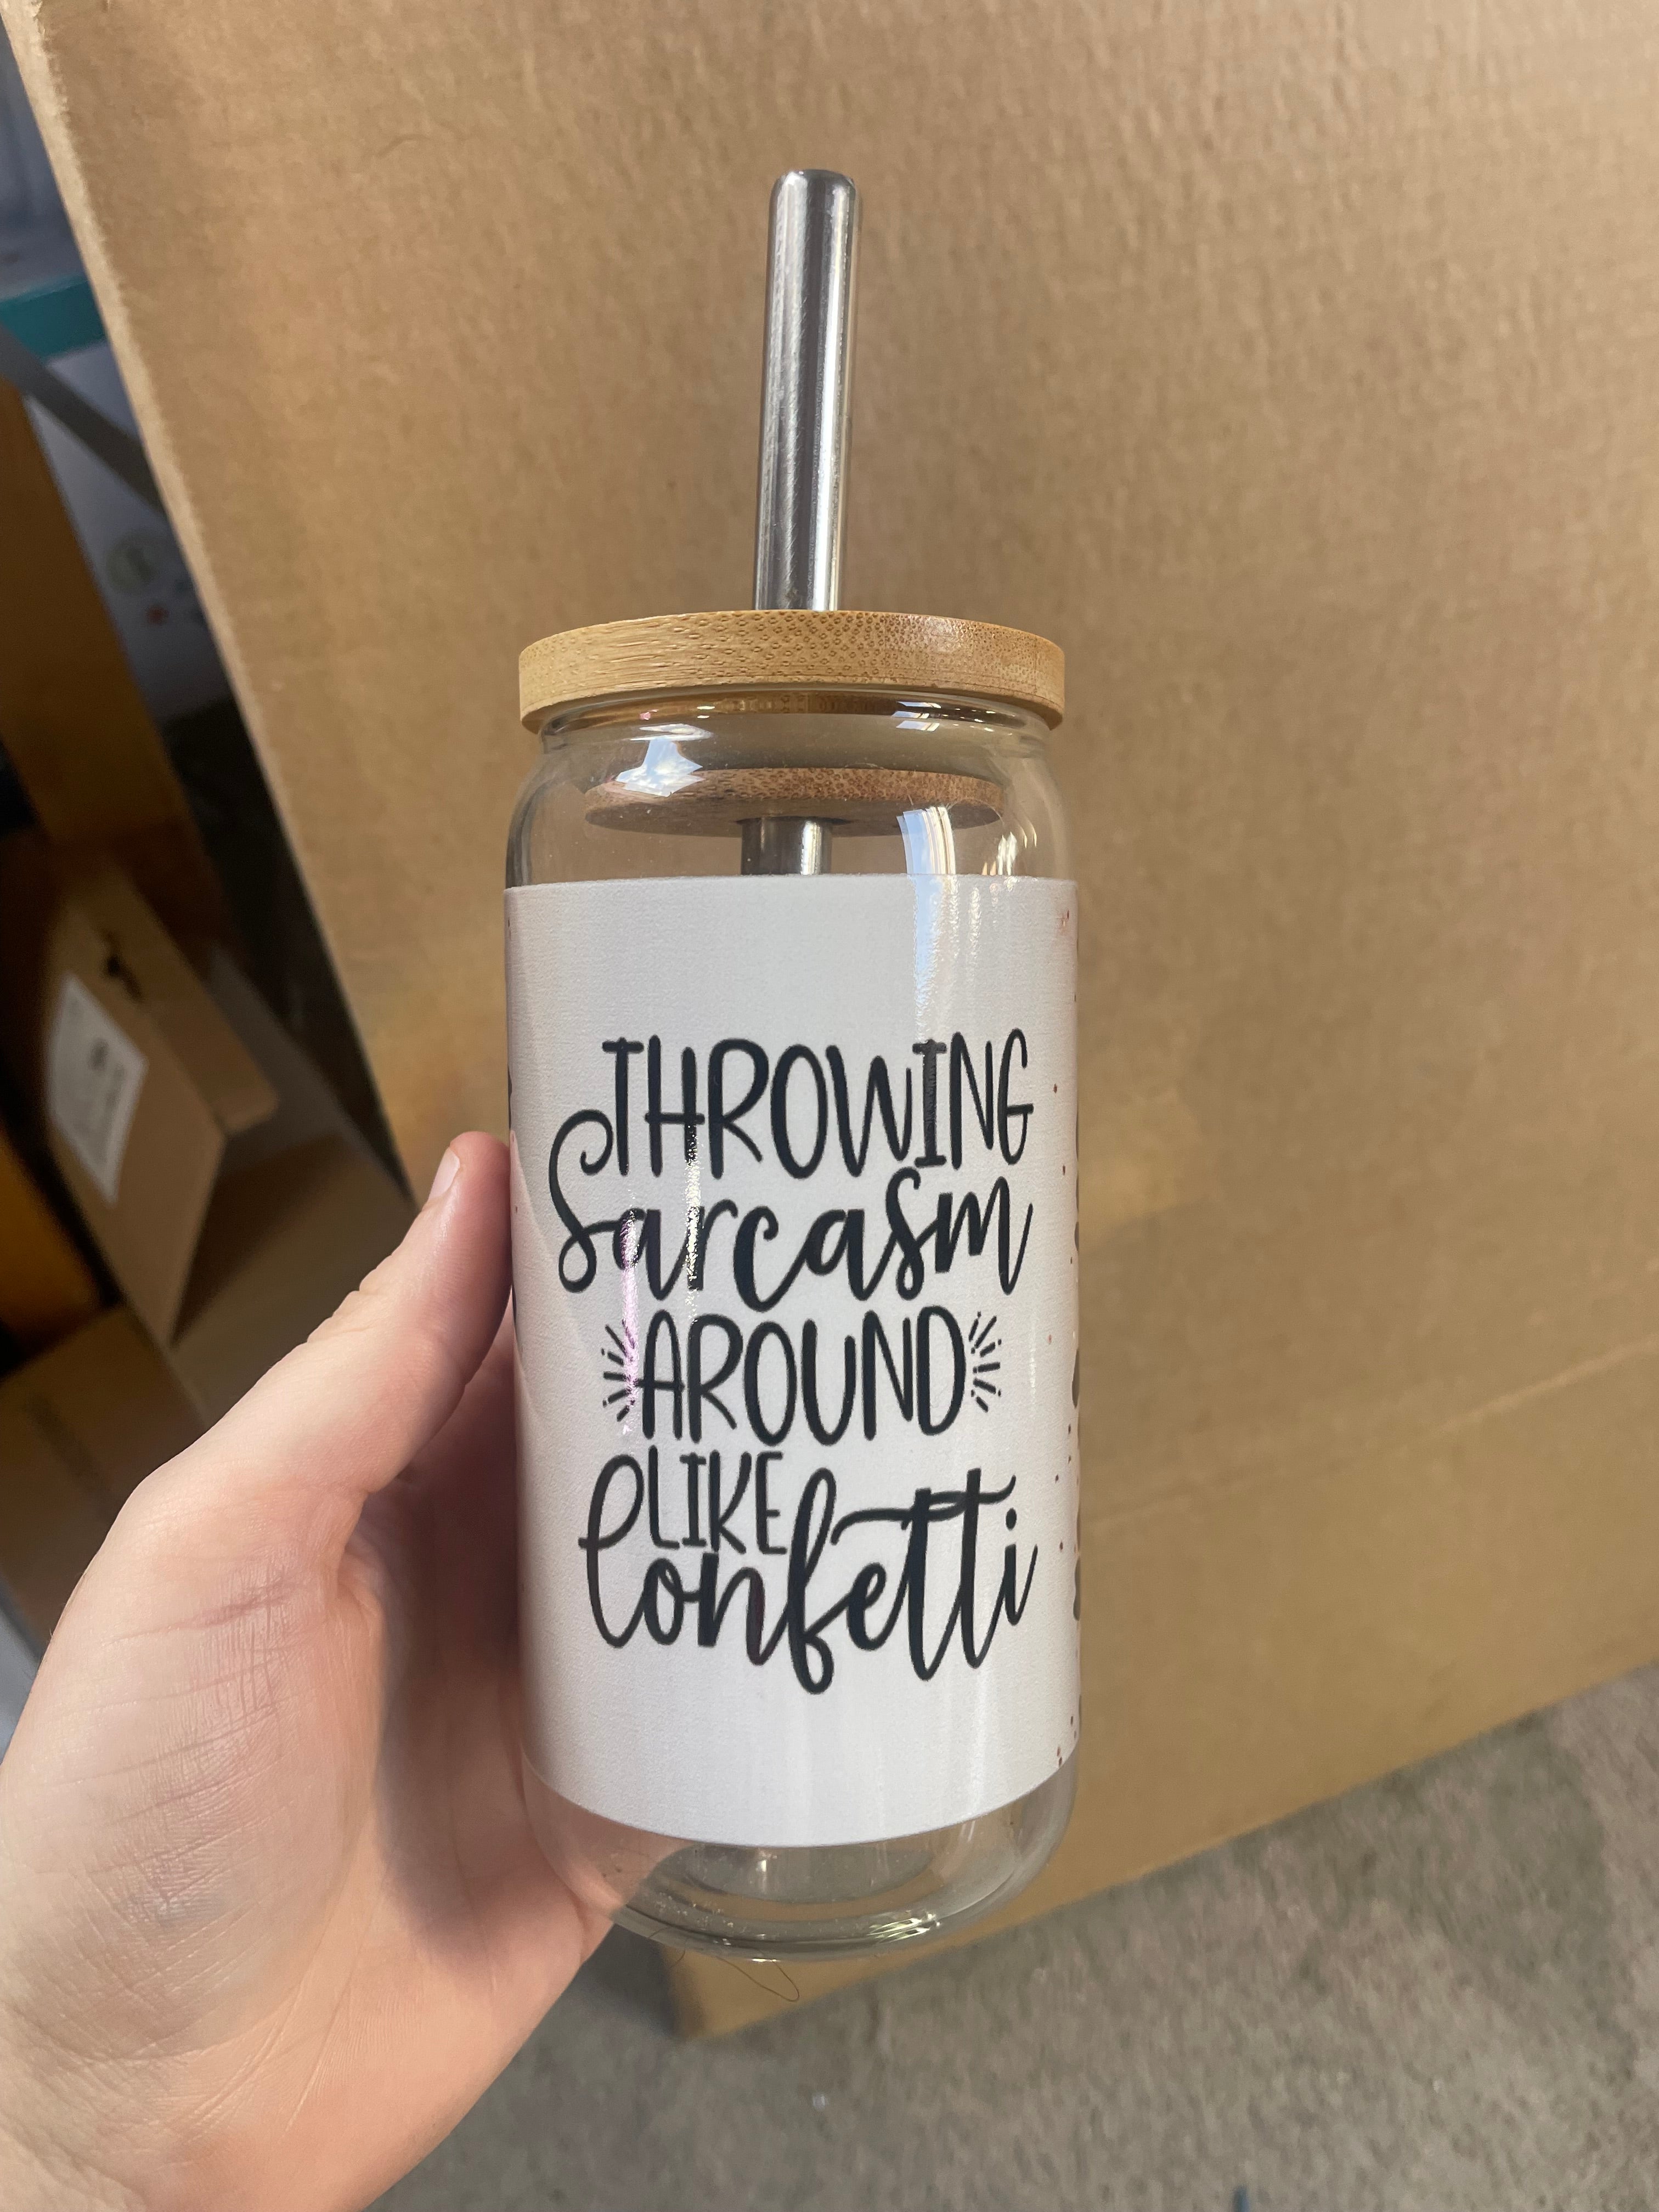 THROWING
Sarcasm
AROUND
LIKE
Confetti